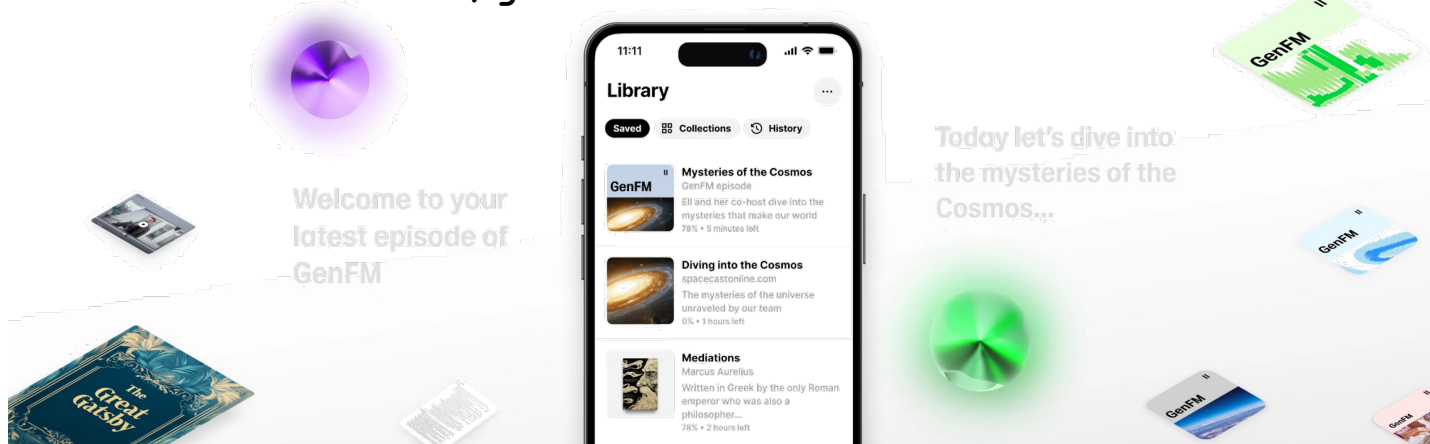 Welcome to your
latest episode of
GenFM
The
Great
Gatsby
11:11
Library
Saved
Collections
History
GenFM
Mysteries of the Cosmos
GenFM episode
Ell and her co-host dive into the
mysteries that make our world
78% • 5 minutes left
Diving into the Cosmos
spacecastonline.com
The mysteries of the universe
unraveled by our team
0% • 1 hours left
Mediations
Marcus Aurelius
Written in Greek by the only Roman
emperor who was also a
philosopher...
78% • 2 hours left
Today let's dive into
the mysteries of the
Cosmos...
GenFM
GenFM
GenFM